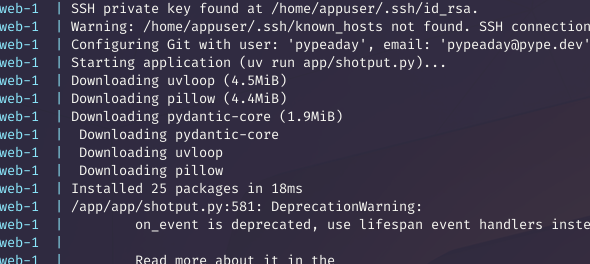 web-1  | SSH private key found at /home/appuser/.ssh/id_rsa.
web-1  | Warning: /home/appuser/.ssh/known_hosts not found. SSH connection
web-1  | Configuring Git with user: 'pypeaday', email: 'pypeaday@pype.dev'
web-1  | Starting application (uv run app/shotput.py)...
web-1  | Downloading uvloop (4.5MiB)
web-1  | Downloading pillow (4.4MiB)
web-1  | Downloading pydantic-core (1.9MiB)
web-1  |  Downloading pydantic-core
web-1  |  Downloading uvloop
web-1  |  Downloading pillow
web-1  | Installed 25 packages in 18ms
web-1  | /app/app/shotput.py:581: DeprecationWarning:
web-1  |         on_event is deprecated, use lifespan event handlers inste
web-1  |
web-1  |         Read more about it in the